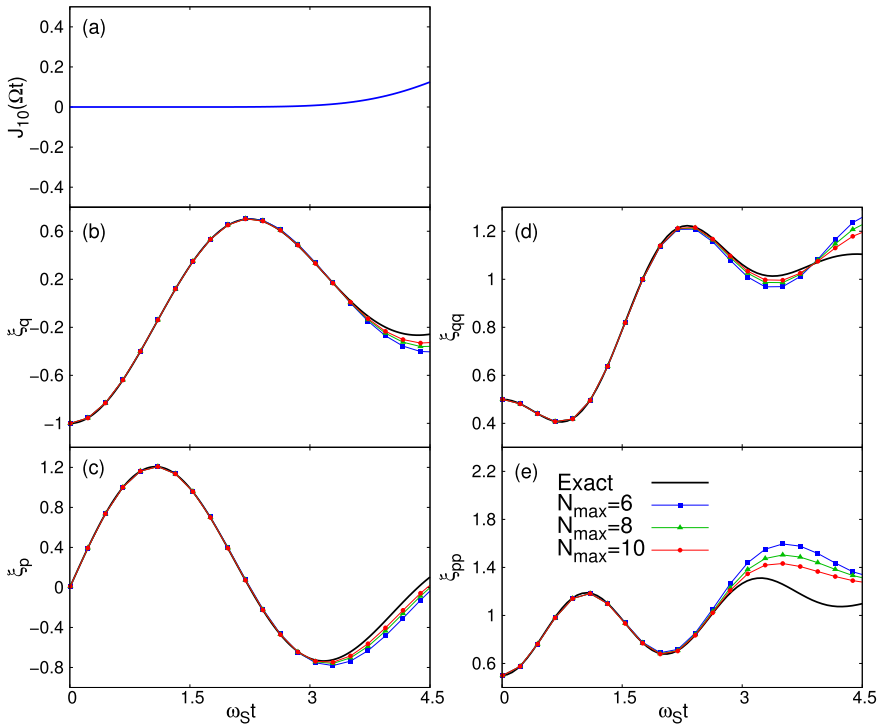 (a)
0.4
0.2
0
−0.2
−0.4
J10(Ωt)
(b)
0.6
0.2
−0.2
−0.6
−1
ξq
(c)
1.2
0.8
0.4
0
−0.4
−0.8
ξp
0
1.5
3
4.5
ωSt
(d)
1.2
1
0.8
0.6
0.4
ξqq
(e)
2.2
1.8
1.4
1
0.6
ξpp
Exact
Nmax=6
Nmax=8
Nmax=10
0
1.5
3
4.5
ωSt